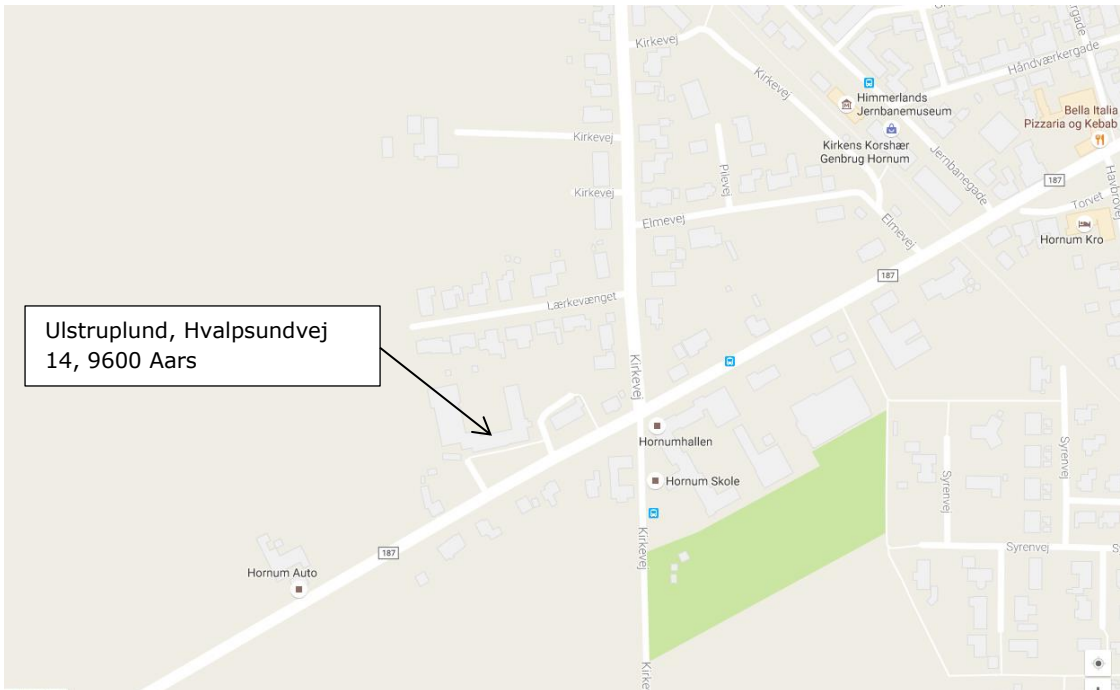 Kirkevej
Kirkevej
Håndværkergade
Himmerlands
Jernbanemuseum
Bella Italia
Pizzaria og Kebab
Kirkens Korshær
Genbrug Hornum
Kirkevej
Pilevej
Jernbanegade
187
Kirkevej
Torvet
Havbrovej
Elmevej
Elmevej
Hornum Kro
187
Lærkevænget
Ulstruplund, Hvalpsundvej
14, 9600 Aars
Kirkevej
Hornumhallen
Syrenvej
Hornum Skole
Syrenvej
187
Kirkevej
Syrenvej
Hornum Auto
Kirke